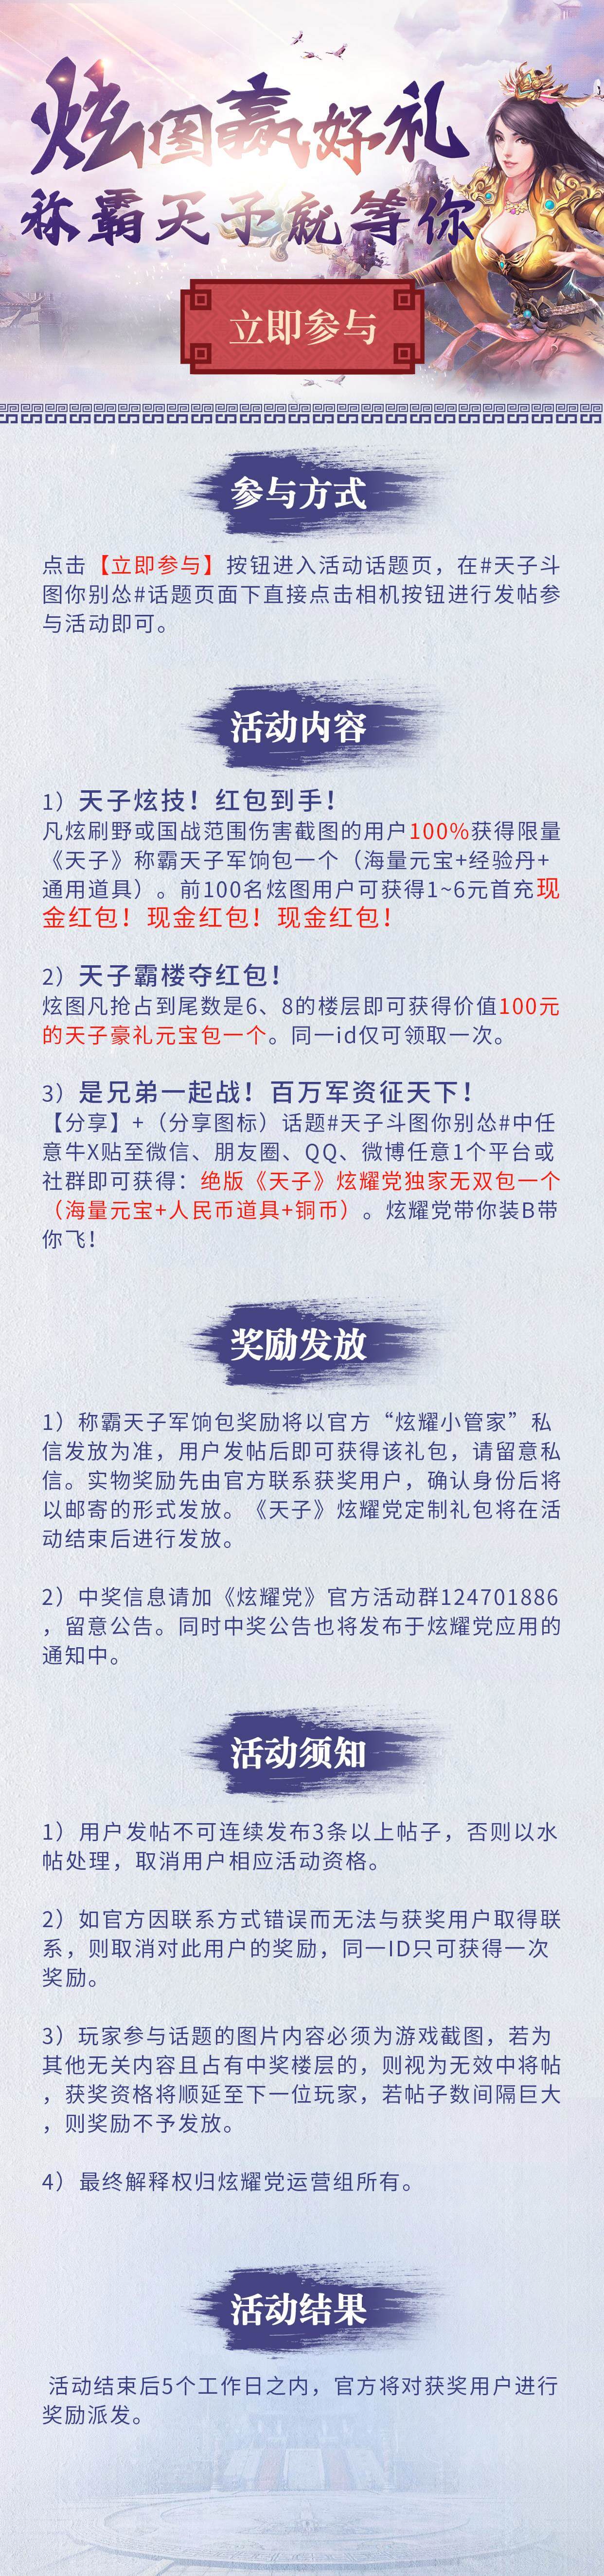 炫图赢好礼
称霸天子就等你
立即参与
参与方式
点击【立即参与】按钮进入活动话题页，在#天子斗
图你别怂#话题页面下直接点击相机按钮进行发帖参
与活动即可。
活动内容
1）天子炫技！红包到手！
凡炫刷野或国战范围伤害截图的用户100%获得限量
《天子》称霸天子军饷包一个（海量元宝+经验丹+
通用道具）。前100名炫图用户可获得1~6元首充现
金红包！现金红包！现金红包！
2）天子霸楼夺红包！
炫图凡抢占到尾数是6、8的楼层即可获得价值100元
的天子豪礼元宝包一个。同一id仅可领取一次。
3）是兄弟一起战！百万军资征天下！
【分享】+（分享图标）话题#天子斗图你别怂#中任
意牛X贴至微信、朋友圈、QQ、微博任意1个平台或
社群即可获得：绝版《天子》炫耀党独家无双包一个
（海量元宝+人民币道具+铜币）。炫耀党带你装B带
你飞！
奖励发放
1）称霸天子军饷包奖励将以官方“炫耀小管家”私
信发放为准，用户发帖后即可获得该礼包，请留意私
信。实物奖励先由官方联系获奖用户，确认身份后将
以邮寄的形式发放。《天子》炫耀党定制礼包将在活
动结束后进行发放。
2）中奖信息请加《炫耀党》官方活动群124701886
，留意公告。同时中奖公告也将发布于炫耀党应用的
通知中。
活动须知
1）用户发帖不可连续发布3条以上帖子，否则以水
帖处理，取消用户相应活动资格。
2）如官方因联系方式错误而无法与获奖用户取得联
系，则取消对此用户的奖励，同一ID只可获得一次
奖励。
3）玩家参与话题的图片内容必须为游戏截图，若为
其他无关内容且占有中奖楼层的，则视为无效中将帖
，获奖资格将顺延至下一位玩家，若帖子数间隔巨大
，则奖励不予发放。
4）最终解释权归炫耀党运营组所有。
活动结果
活动结束后5个工作日之内，官方将对获奖用户进行
奖励派发。